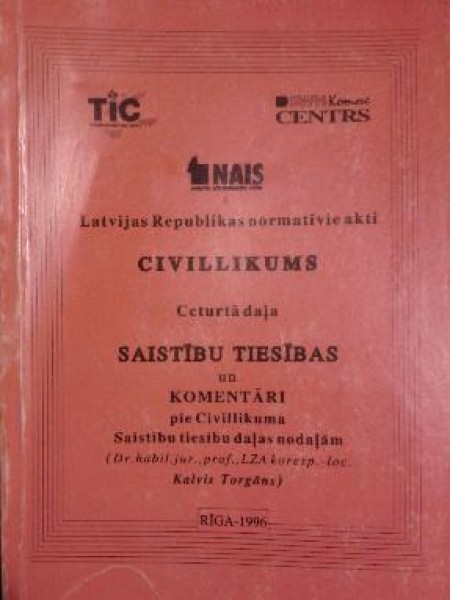 TIC
SWH Komerc
CENTRS
NAIS
Latvijas Republikas normatīvie akti
CIVILLIKUMS
Ceturtā daļa
SAISTĪBU TIESĪBAS
un
KOMENTĀRI
pie Civillikuma
Saistību tiesību daļas nodaļām
(Dr.habil.jur.,prof.,LZA koresp.-loc.
Kalvis Torgāns)
RĪGA-1996